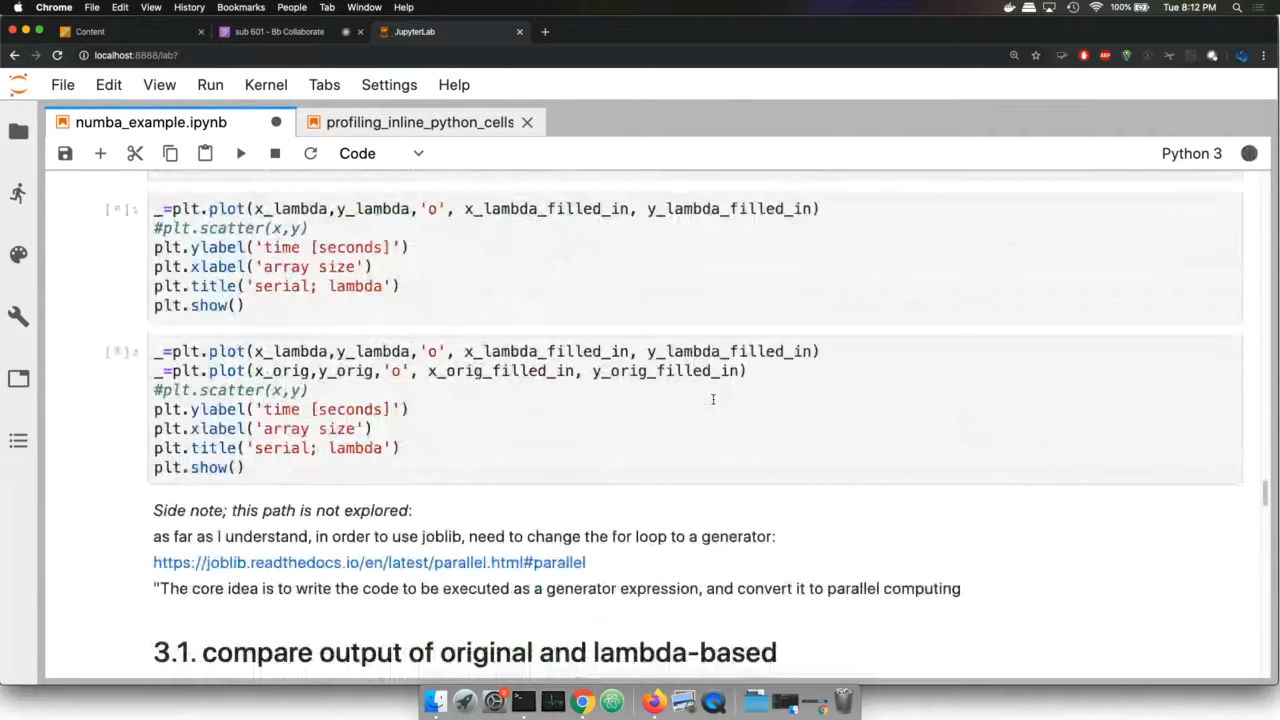 Chrome File Edit View History Bookmarks People Tab Window Help 100% Tue 8:12 PM
Content sub 601 - Bb Collaborate JupyterLab
localhost:8888/lab?
File Edit View Run Kernel Tabs Settings Help
numba_example.ipynb profiling_inline_python_cells
Code Python 3
_=plt.plot(x_lambda,y_lambda,'o', x_lambda_filled_in, y_lambda_filled_in)
#plt.scatter(x,y)
plt.ylabel('time [seconds]')
plt.xlabel('array size')
plt.title('serial; lambda')
plt.show()
_=plt.plot(x_lambda,y_lambda,'o', x_lambda_filled_in, y_lambda_filled_in)
_=plt.plot(x_orig,y_orig,'o', x_orig_filled_in, y_orig_filled_in)
#plt.scatter(x,y)
plt.ylabel('time [seconds]')
plt.xlabel('array size')
plt.title('serial; lambda')
plt.show()
Side note; this path is not explored:
as far as I understand, in order to use joblib, need to change the for loop to a generator:
https://joblib.readthedocs.io/en/latest/parallel.html#parallel
"The core idea is to write the code to be executed as a generator expression, and convert it to parallel computing
3.1. compare output of original and lambda-based